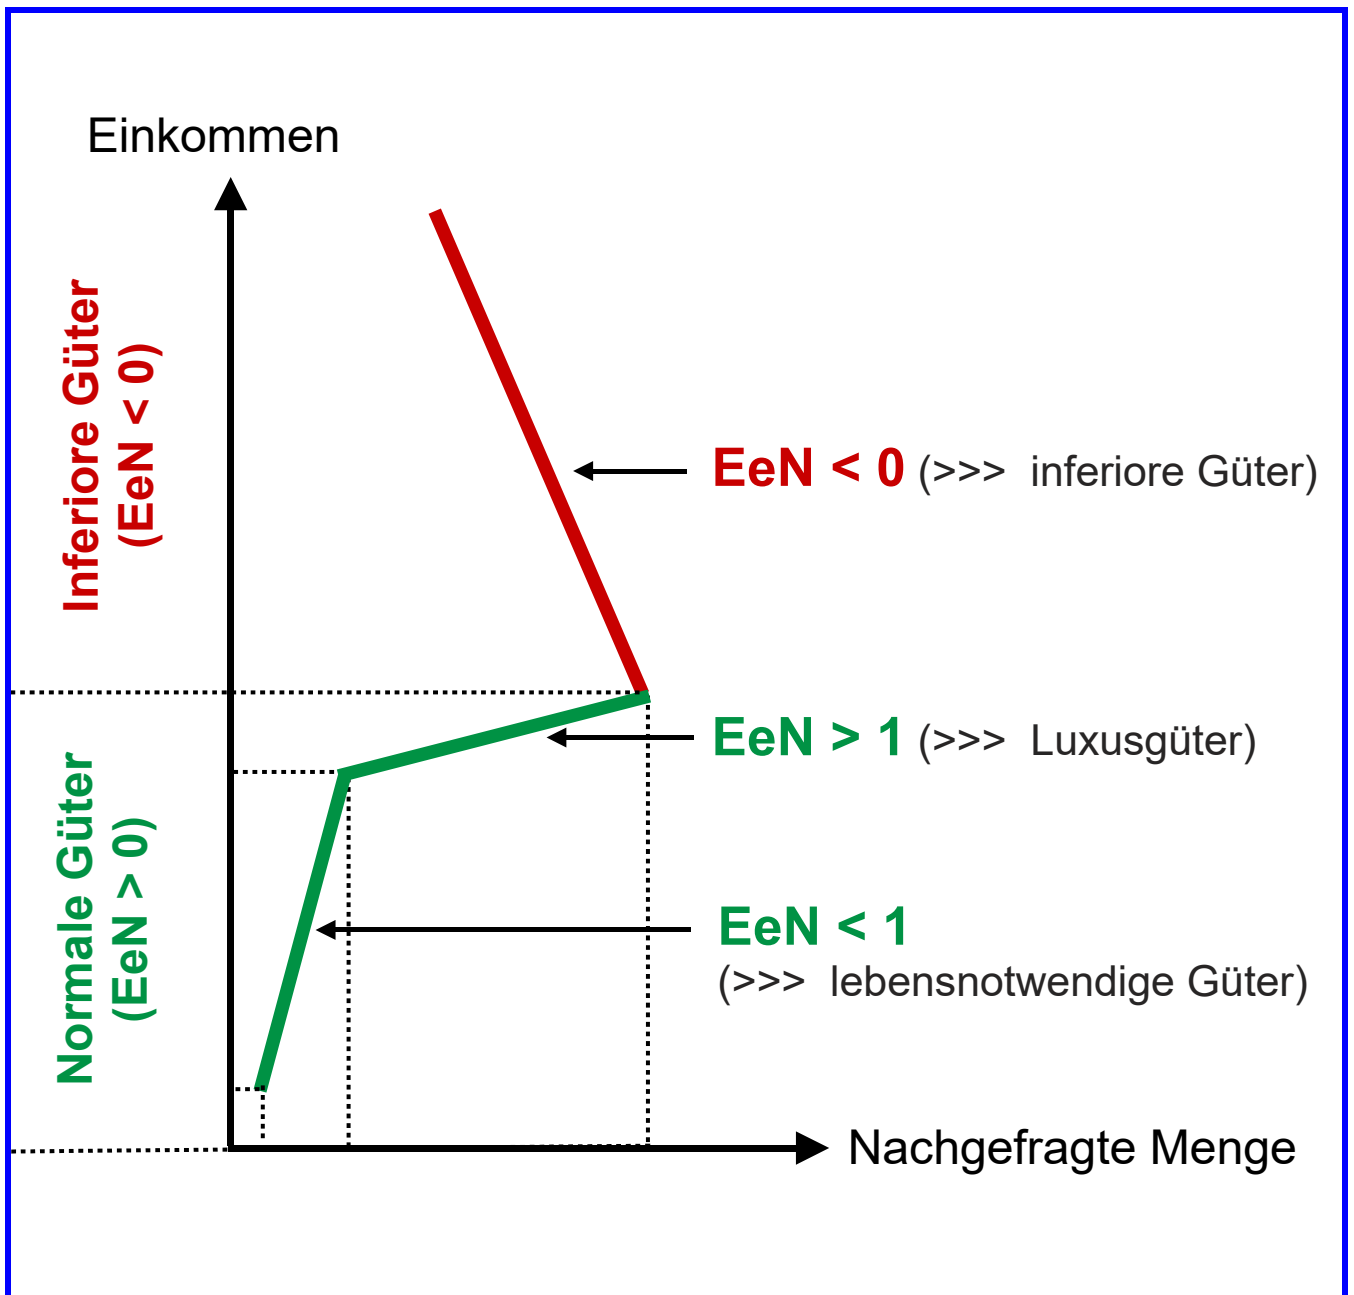 Einkommen
Inferiore Güter
(EeN < 0)
EeN < 0 (>>> inferiore Güter)
EeN > 1 (>>> Luxusgüter)
Normale Güter
(EeN > 0)
EeN < 1
(>>> lebensnotwendige Güter)
Nachgefragte Menge